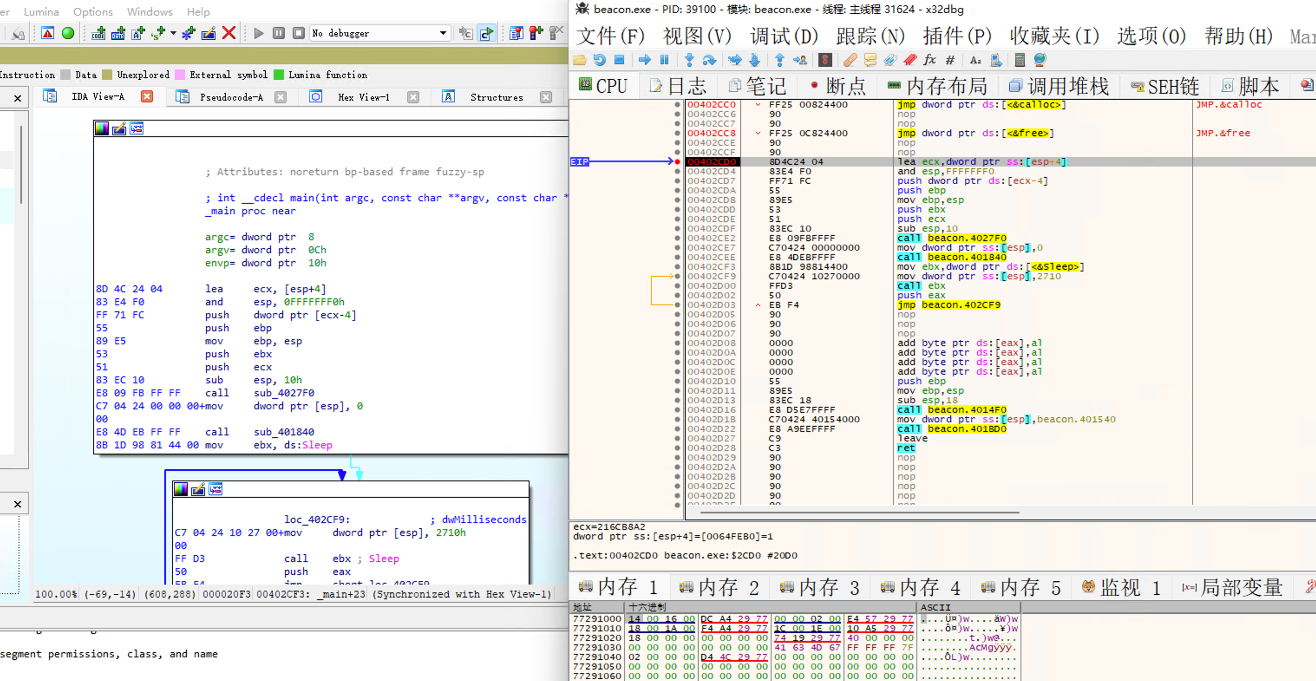 er Lumina Options Windows Help
No debugger
Instruction Data Unexplored External symbol Lumina function
IDA View-A Pseudocode-A Hex View-1 Structures
; Attributes: noreturn bp-based frame fuzzy-sp
; int __cdecl main(int argc, const char **argv, const char *
_main proc near
argc= dword ptr 8
argv= dword ptr 0Ch
envp= dword ptr 10h
8D 4C 24 04 lea ecx, [esp+4]
83 E4 F0 and esp, 0FFFFFFF0h
FF 71 FC push dword ptr [ecx-4]
55 push ebp
89 E5 mov ebp, esp
53 push ebx
51 push ecx
83 EC 10 sub esp, 10h
E8 09 FB FF FF call sub_4027F0
C7 04 24 00 00 00+mov dword ptr [esp], 0
00
E8 4D EB FF FF call sub_401840
8B 1D 98 81 44 00 mov ebx, ds:Sleep
loc_402CF9: ; dwMilliseconds
C7 04 24 10 27 00+mov dword ptr [esp], 2710h
00
FF D3 call ebx ; Sleep
50 push eax
EB F4 jmp short loc_402CF9
100.00% (-69,-14) (608,288) 000020F3 00402CF3: _main+23 (Synchronized with Hex View-1)
segment permissions, class, and name
beacon.exe - PID: 39100 - 模块: beacon.exe - 线程: 主线程 31624 - x32dbg
文件(F) 视图(V) 调试(D) 跟踪(N) 插件(P) 收藏夹(I) 选项(O) 帮助(H) Mar
CPU 日志 笔记 断点 内存布局 调用堆栈 SEH链 脚本
00402CC0 FF25 00824400 jmp dword ptr ds:[<&calloc>] JMP.&calloc
00402CC6 90 nop
00402CC7 90 nop
00402CC8 FF25 0C824400 jmp dword ptr ds:[<&free>] JMP.&free
00402CCE 90 nop
00402CCF 90 nop
EIP 00402CD0 8D4C24 04 lea ecx,dword ptr ss:[esp+4]
00402CD4 83E4 F0 and esp,FFFFFFF0
00402CD7 FF71 FC push dword ptr ds:[ecx-4]
00402CDA 55 push ebp
00402CDB 89E5 mov ebp,esp
00402CDD 53 push ebx
00402CDE 51 push ecx
00402CDF 83EC 10 sub esp,10
00402CE2 E8 09FBFFFF call beacon.4027F0
00402CE7 C70424 00000000 mov dword ptr ss:[esp],0
00402CEE E8 4DEBFFFF call beacon.401840
00402CF3 8B1D 98814400 mov ebx,dword ptr ds:[<&Sleep>]
00402CF9 C70424 10270000 mov dword ptr ss:[esp],2710
00402D00 FFD3 call ebx
00402D02 50 push eax
00402D03 EB F4 jmp beacon.402CF9
00402D05 90 nop
00402D06 90 nop
00402D07 90 nop
00402D08 0000 add byte ptr ds:[eax],al
00402D0A 0000 add byte ptr ds:[eax],al
00402D0C 0000 add byte ptr ds:[eax],al
00402D0E 0000 add byte ptr ds:[eax],al
00402D10 55 push ebp
00402D11 89E5 mov ebp,esp
00402D13 83EC 18 sub esp,18
00402D16 E8 D5E7FFFF call beacon.4014F0
00402D1B C70424 40154000 mov dword ptr ss:[esp],beacon.401540
00402D22 E8 A9EEFFFF call beacon.401BD0
00402D27 C9 leave
00402D28 C3 ret
00402D29 90 nop
00402D2A 90 nop
00402D2B 90 nop
00402D2C 90 nop
00402D2D 90 nop
ecx=216CB8A2
dword ptr ss:[esp+4]=[0064FEB0]=1
.text:00402CD0 beacon.exe:$2CD0 #20D0
内存 1 内存 2 内存 3 内存 4 内存 5 监视 1 局部变量
地址 十六进制 ASCII
77291000 14 00 16 00 DC A4 29 77 00 00 02 00 E4 57 29 77 ....Ü¤)w....äW)w
77291010 18 00 1A 00 F4 A4 29 77 1C 00 1E 00 10 A5 29 77 ....ô¤)w.....¥)w
77291020 18 00 00 00 00 00 00 00 74 19 29 77 40 00 00 00 ........t.)w@...
77291030 00 00 00 00 00 00 00 00 41 63 4D 67 FF FF FF 7F ........AcMgÿÿÿ.
77291040 02 00 00 00 D4 4C 29 77 00 00 00 00 00 00 00 00 ....ÔL)w........
77291050 00 00 00 00 00 00 00 00 00 00 00 00 00 00 00 00 ................
77291060 00 00 00 00 00 00 00 00 00 00 00 00 00 00 00 00 ................